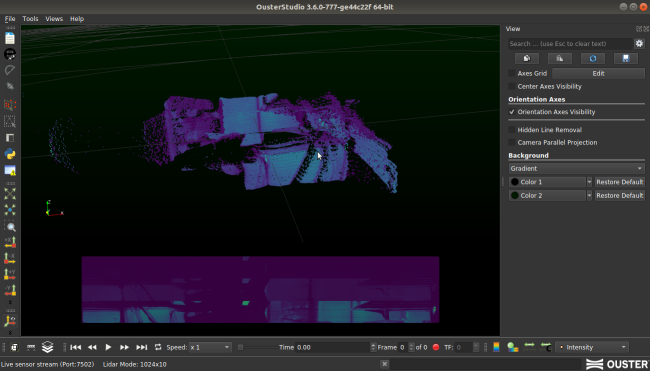 OusterStudio 3.6.0-777-ge44c22f 64-bit
File Tools Views Help
View
Search ... (use Esc to clear text)
Axes Grid Edit
Center Axes Visibility
Orientation Axes
Orientation Axes Visibility
Hidden Line Removal
Camera Parallel Projection
Background
Gradient
Color 1 Restore Default
Color 2 Restore Default
Speed: x 1 Time 0.00 Frame 0 of 0 TF: 0 Intensity
Live sensor stream (Port:7502) Lidar Mode: 1024x10
OUSTER